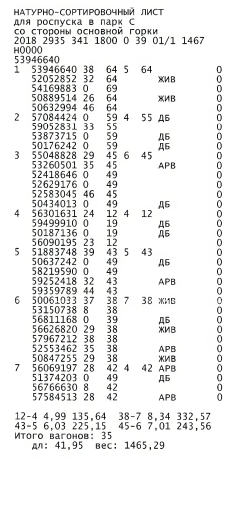 НАТУРНО-СОРТИРОВОЧНЫЙ ЛИСТ
для роспуска в парк С
со стороны основной горки
2018 2935 341 1800 0 39 01/1 1467
Н0000
53946640
1 53946640 38 64 5 64 0
52052852 32 64 ЖИВ 0
54169883 0 69 0
50889514 26 64 ЖИВ 0
50632994 46 64 0
2 57084424 0 59 4 55 ДБ 0
59052831 33 55 0
53873715 0 59 ДБ 0
50176242 0 59 ДБ 0
3 55048828 29 45 6 45 0
53260501 35 45 АРВ 0
52418646 0 49 0
52629176 0 49 0
52583045 46 45 0
50434013 0 49 ДБ 0
4 56301631 24 12 4 12 0
59499910 0 19 ДБ 0
50187136 0 19 ДБ 0
56090195 23 12 0
5 51883748 39 43 5 43 0
50637242 0 49 ДБ 0
58219590 0 49 0
59252418 32 43 АРВ 0
59359789 44 43 0
6 50061033 37 38 7 38 ЖИВ 0
53150738 8 38 0
56811168 0 39 ДБ 0
56626820 29 38 ЖИВ 0
57967212 38 38 0
52553462 35 38 АРВ 0
50847255 29 38 ЖИВ 0
7 56069197 28 42 4 42 АРВ 0
51374203 0 49 ДБ 0
56766630 8 42 0
57584513 28 42 АРВ 0
12-4 4,99 135,64 38-7 8,34 332,57
43-5 6,03 225,15 45-6 7,01 243,56
Итого вагонов: 35
дл: 41,95 вес: 1465,29